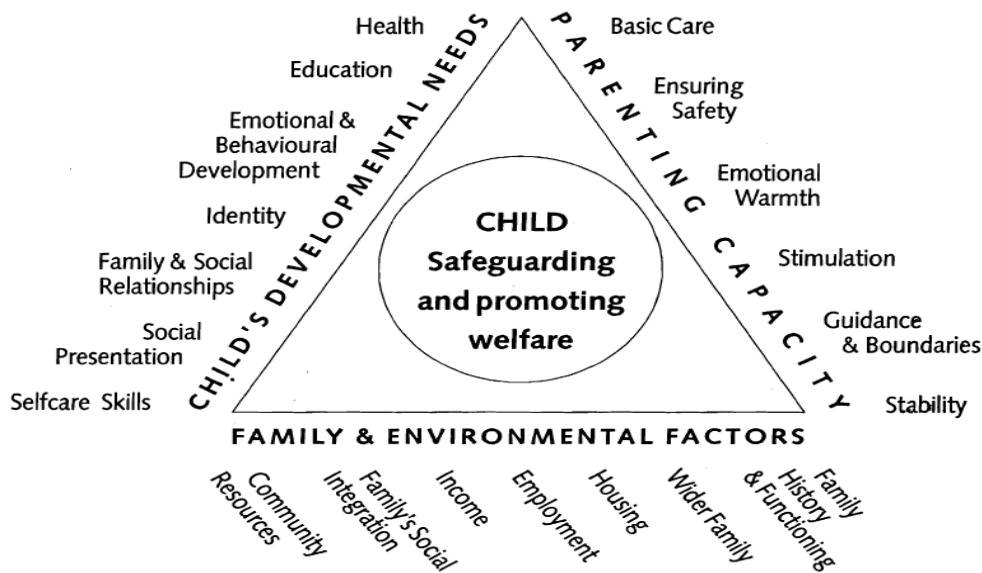 Health
Education
Emotional &
Behavioural
Development
Identity
Family & Social
Relationships
Social
Presentation
Selfcare Skills
CHILD'S DEVELOPMENTAL NEEDS
CHILD
Safeguarding
and promoting
welfare
PARENTING CAPACITY
Basic Care
Ensuring
Safety
Emotional
Warmth
Stimulation
Guidance
& Boundaries
Stability
FAMILY & ENVIRONMENTAL FACTORS
Community
Resources
Family's Social
Integration
Income
Employment
Housing
Wider Family
Family
History
& Functioning